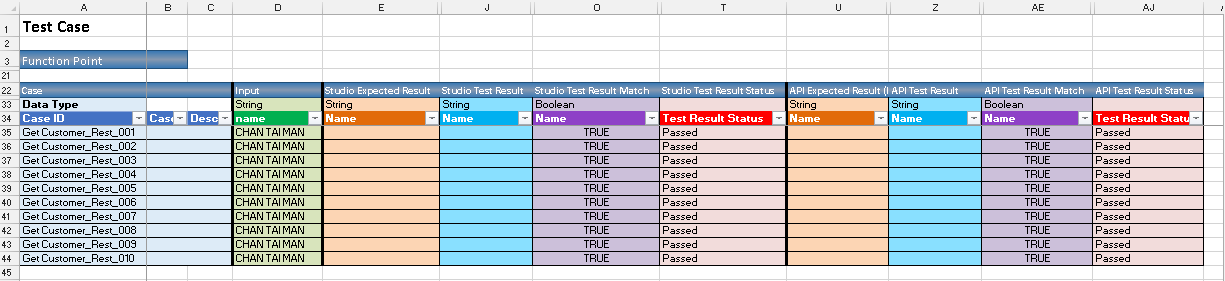 A B C D E J O T U Z AE AJ
1 Test Case
2
3 Function Point
21
22 Case Input Studio Expected Result Studio Test Result Studio Test Result Match Studio Test Result Status API Expected Result ( API Test Result API Test Result Match API Test Result Status
33 Data Type String String String Boolean String String Boolean
34 Case ID Case Desc name Name Name Name Test Result Status Name Name Name Test Result Statu
35 Get Customer_Rest_001 CHAN TAI MAN TRUE Passed TRUE Passed
36 Get Customer_Rest_002 CHAN TAI MAN TRUE Passed TRUE Passed
37 Get Customer_Rest_003 CHAN TAI MAN TRUE Passed TRUE Passed
38 Get Customer_Rest_004 CHAN TAI MAN TRUE Passed TRUE Passed
39 Get Customer_Rest_005 CHAN TAI MAN TRUE Passed TRUE Passed
40 Get Customer_Rest_006 CHAN TAI MAN TRUE Passed TRUE Passed
41 Get Customer_Rest_007 CHAN TAI MAN TRUE Passed TRUE Passed
42 Get Customer_Rest_008 CHAN TAI MAN TRUE Passed TRUE Passed
43 Get Customer_Rest_009 CHAN TAI MAN TRUE Passed TRUE Passed
44 Get Customer_Rest_010 CHAN TAI MAN TRUE Passed TRUE Passed
45